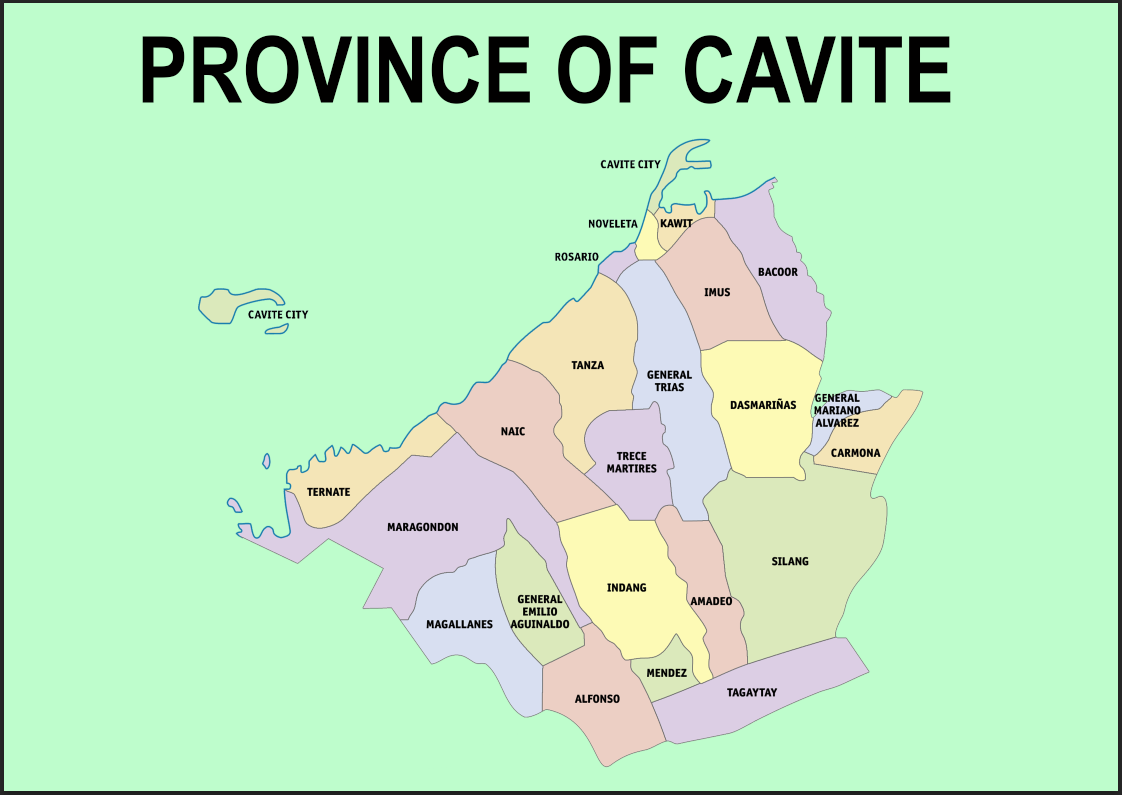 PROVINCE OF CAVITE
CAVITE CITY
NOVELETA
KAWIT
ROSARIO
BACOOR
IMUS
CAVITE CITY
TANZA
GENERAL
TRIAS
DASMARIÑAS
GENERAL
MARIANO
ALVAREZ
NAIC
CARMONA
TRECE
MARTIRES
TERNATE
MARAGONDON
SILANG
INDANG
AMADEO
GENERAL
EMILIO
AGUINALDO
MAGALLANES
MENDEZ
TAGAYTAY
ALFONSO